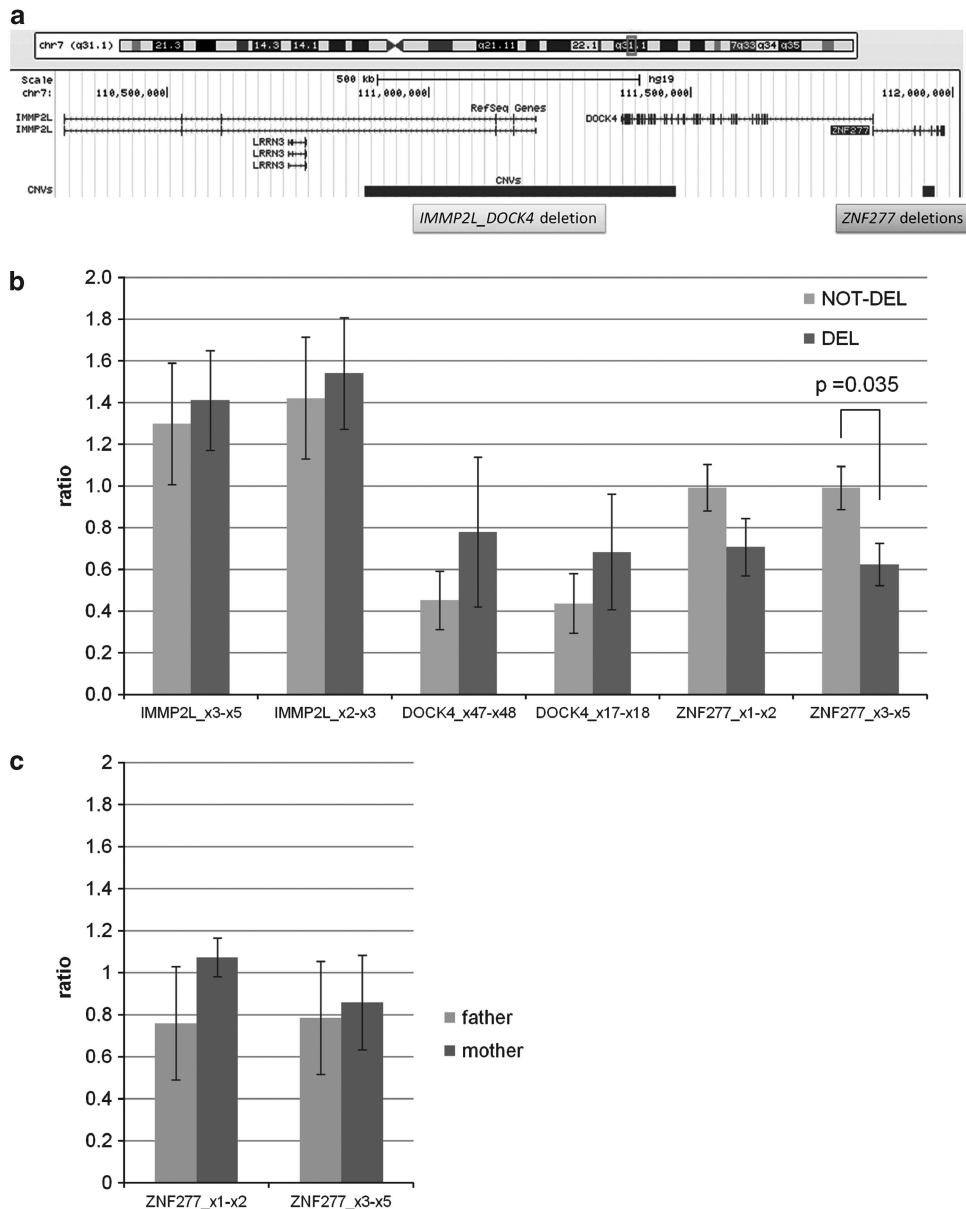 a
chr7 (q31.1) 21.3 14.3 14.1 q21.11 22.1 q31.1 7q33 q34 q35
Scale 500 kb hg19
chr7: 110,500,000 111,000,000 111,500,000 112,000,000
RefSeq Genes
IMMP2L DOCK4
IMMP2L ZNF277
LRRN3
LRRN3
LRRN3
CNVs
CNVs
IMMP2L_DOCK4 deletion
ZNF277 deletions
b
2.0
1.8
1.6
1.4
1.2
1.0
0.8
0.6
0.4
0.2
0.0
ratio
NOT-DEL
DEL
p =0.035
IMMP2L_x3-x5 IMMP2L_x2-x3 DOCK4_x47-x48 DOCK4_x17-x18 ZNF277_x1-x2 ZNF277_x3-x5
c
2
1.8
1.6
1.4
1.2
1
0.8
0.6
0.4
0.2
0
ratio
father
mother
ZNF277_x1-x2 ZNF277_x3-x5